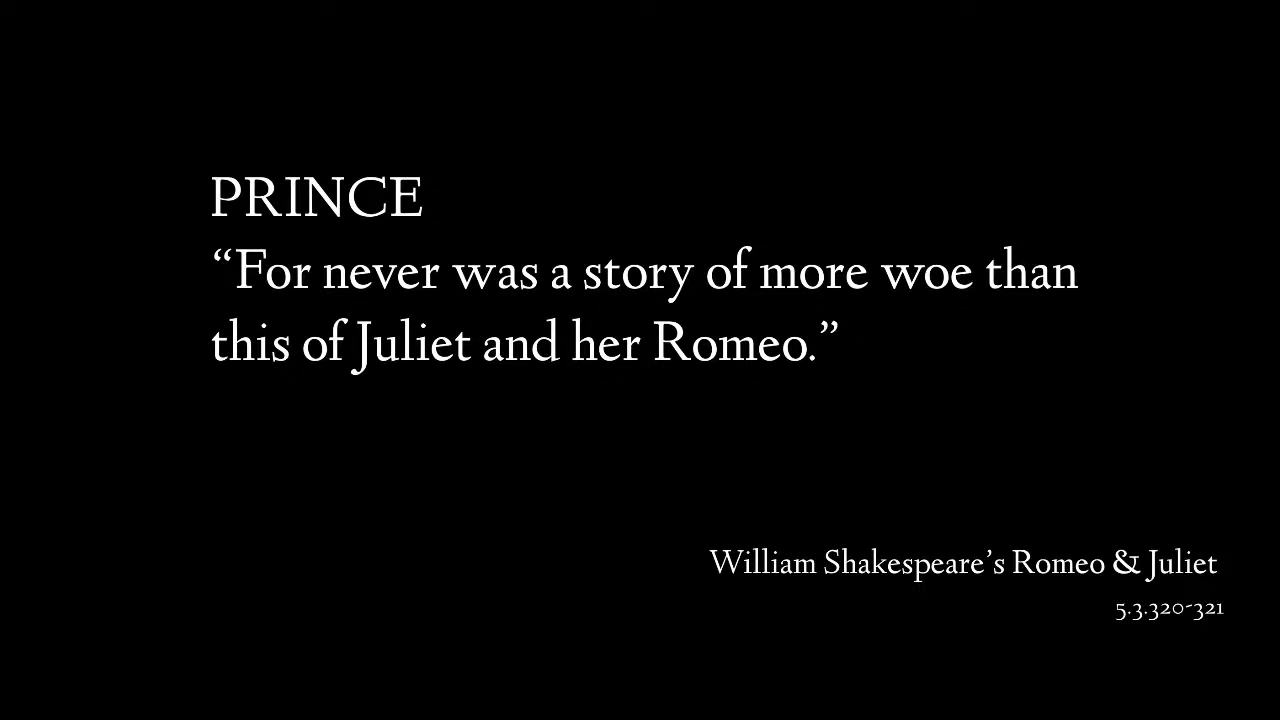 PRINCE
“For never was a story of more woe than
this of Juliet and her Romeo.”
William Shakespeare’s Romeo & Juliet
5.3.320-321